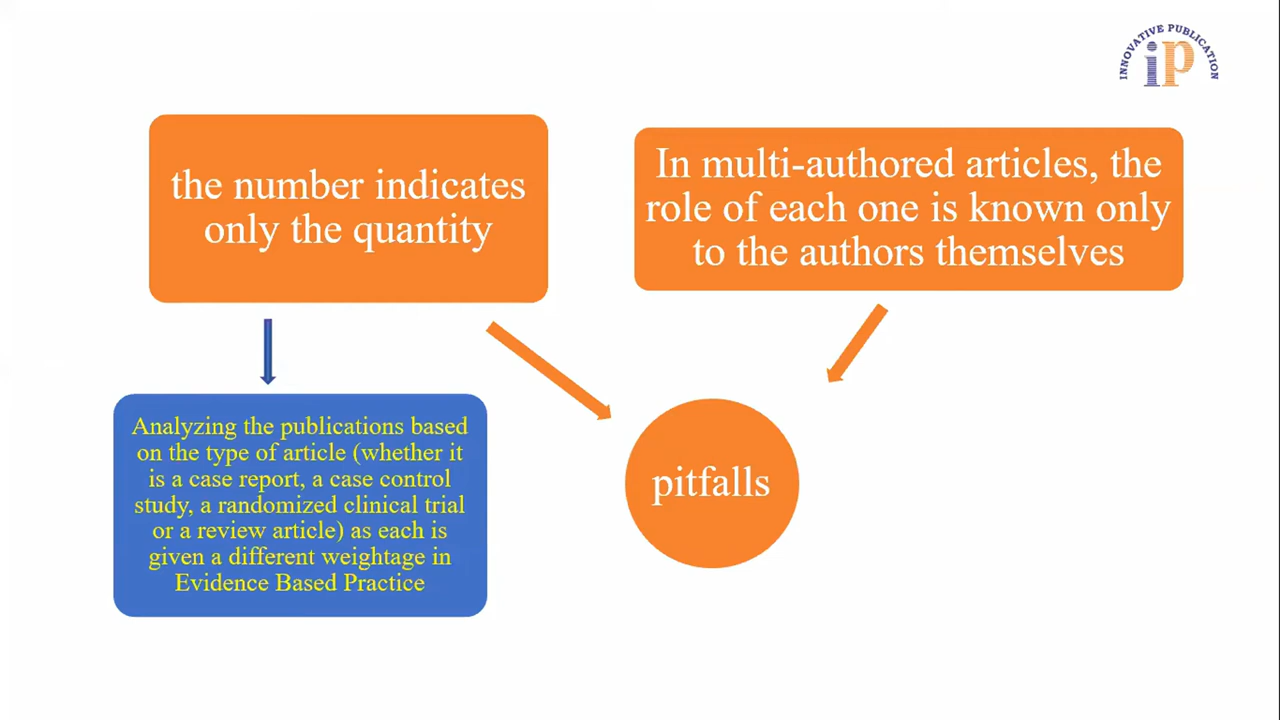 INNOVATIVE PUBLICATION
iP
the number indicates
only the quantity
In multi-authored articles, the
role of each one is known only
to the authors themselves
Analyzing the publications based
on the type of article (whether it
is a case report, a case control
study, a randomized clinical trial
or a review article) as each is
given a different weightage in
Evidence Based Practice
pitfalls